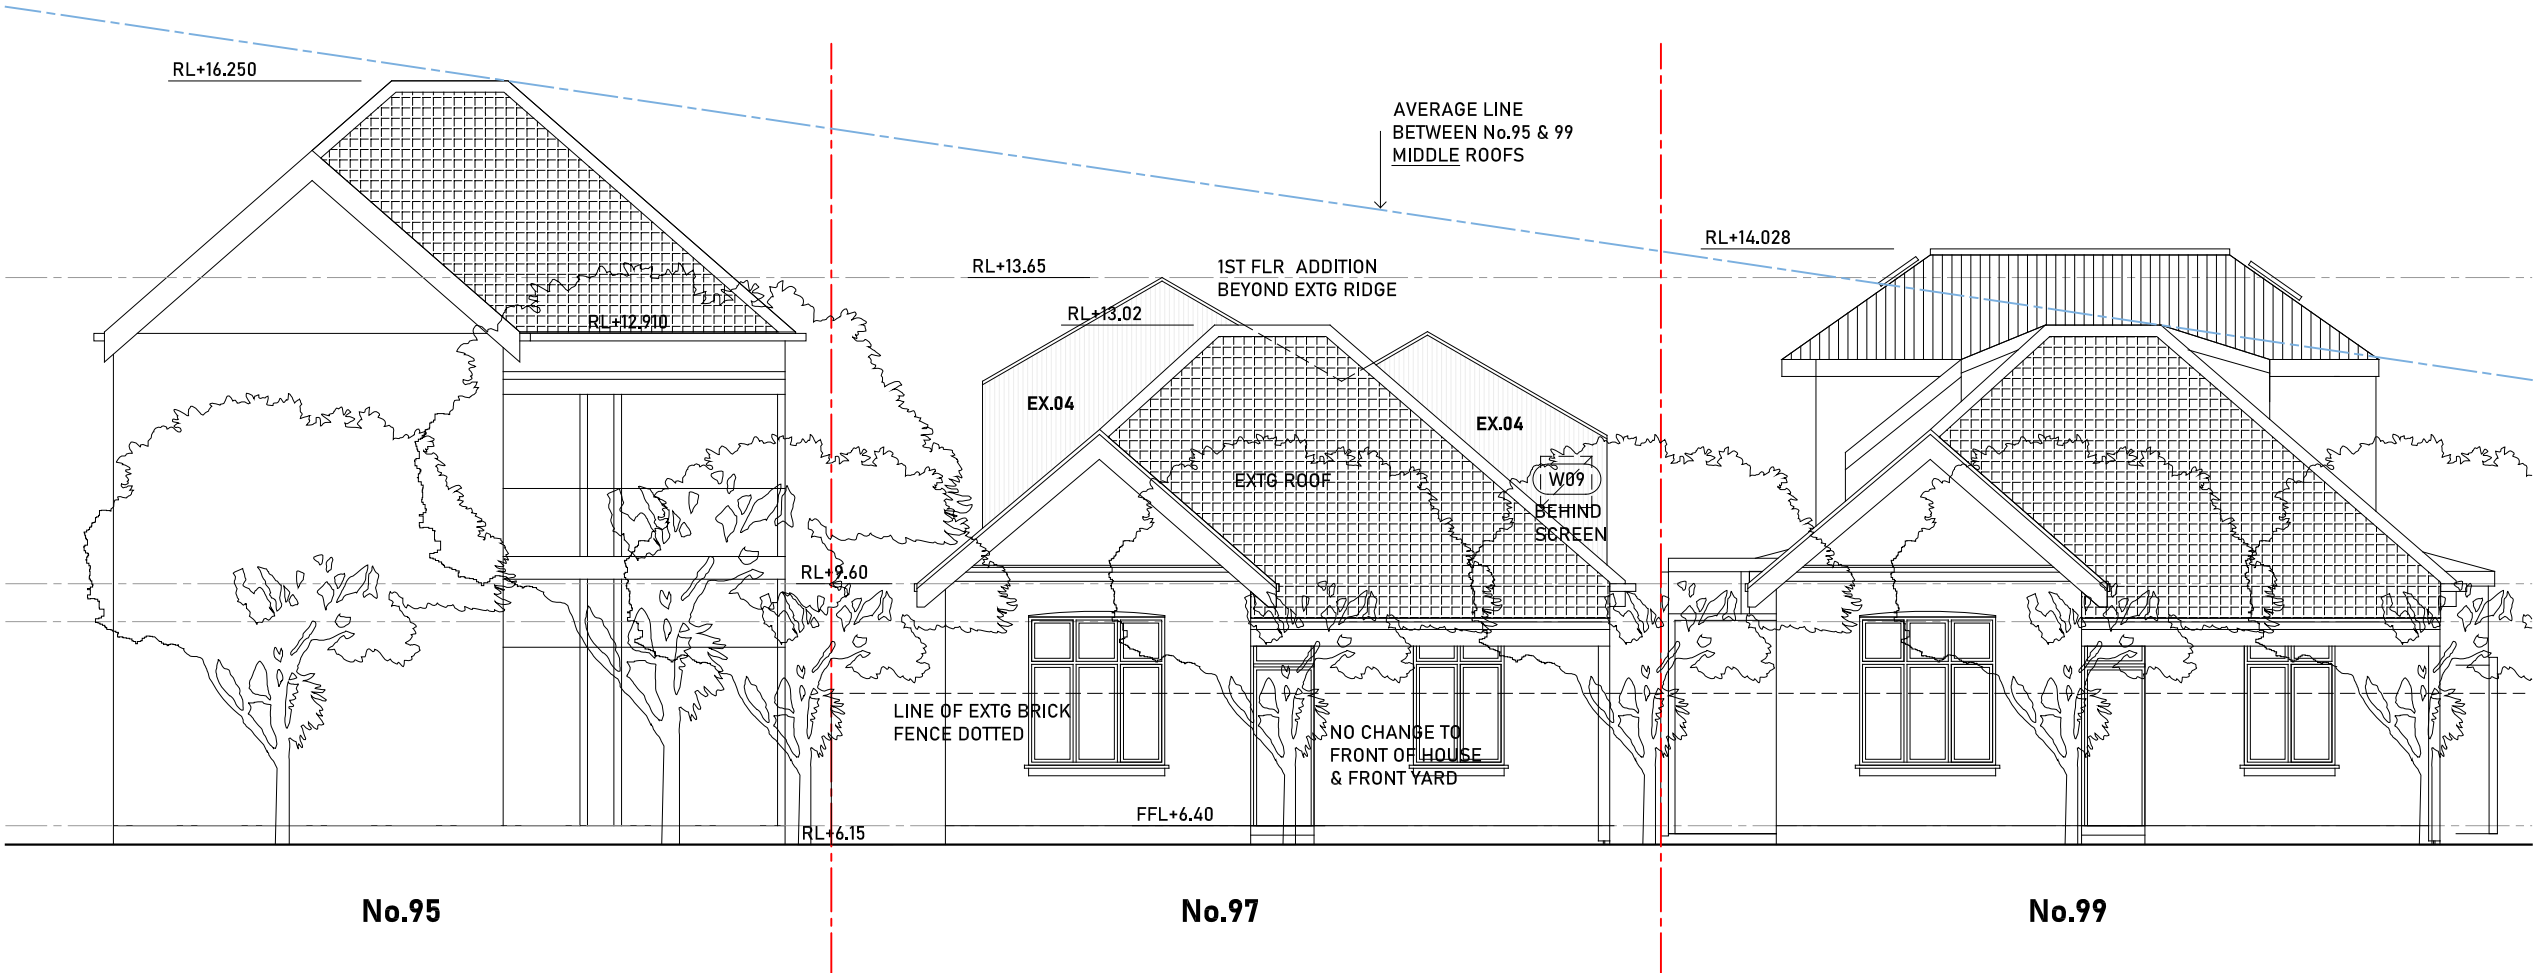 RL+16.250
AVERAGE LINE
BETWEEN No.95 & 99
MIDDLE ROOFS
RL+14.028
RL+13.65
1ST FLR ADDITION
BEYOND EXTG RIDGE
RL+13.02
RL+12.910
EX.04
EX.04
EXTG ROOF
W09
BEHIND
SCREEN
RL+9.60
LINE OF EXTG BRICK
FENCE DOTTED
NO CHANGE TO
FRONT OF HOUSE
& FRONT YARD
FFL+6.40
RL+6.15
No.95
No.97
No.99